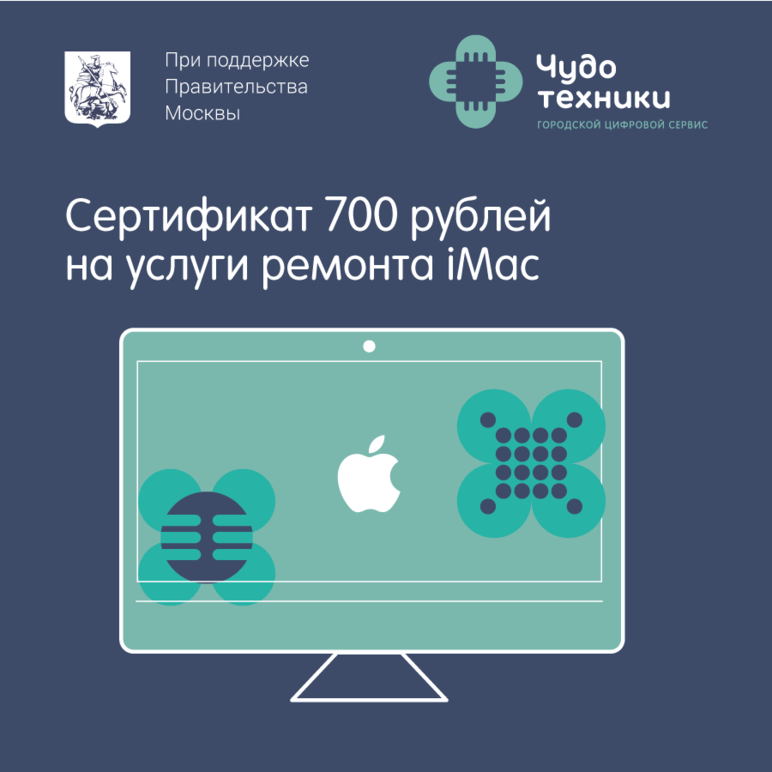 При поддержке
Правительства
Москвы
Чудо
техники
ГОРОДСКОЙ ЦИФРОВОЙ СЕРВИС
Сертификат 700 рублей
на услуги ремонта iMac